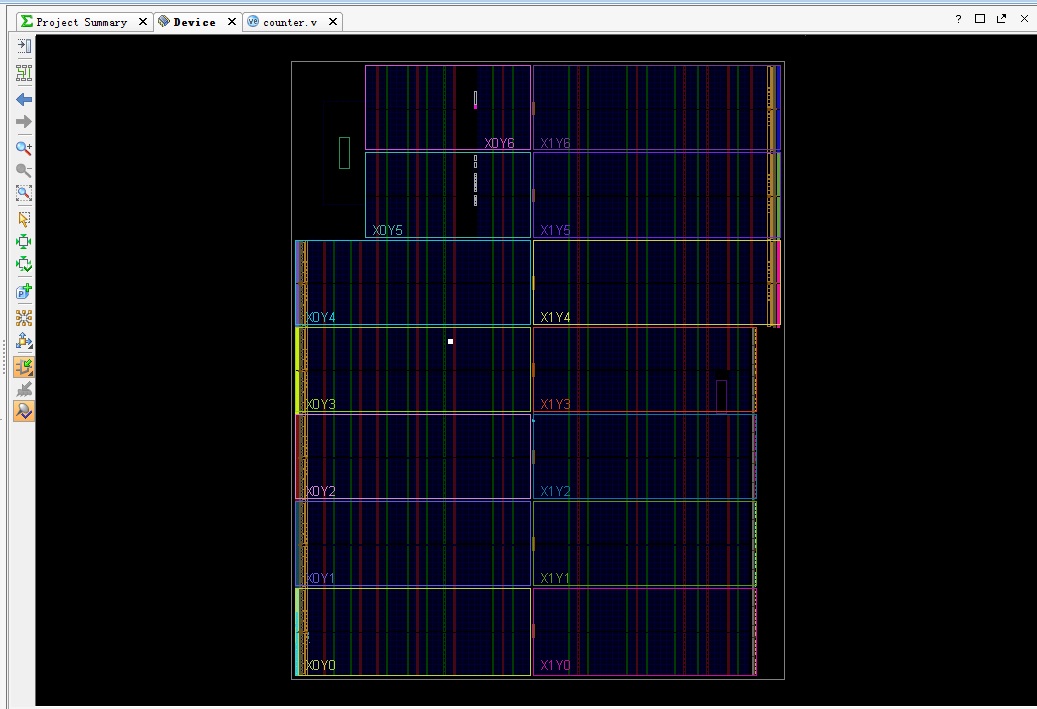 Project Summary Device counter.v
X0Y6 X1Y6
X0Y5 X1Y5
X0Y4 X1Y4
X0Y3 X1Y3
X0Y2 X1Y2
X0Y1 X1Y1
X0Y0 X1Y0